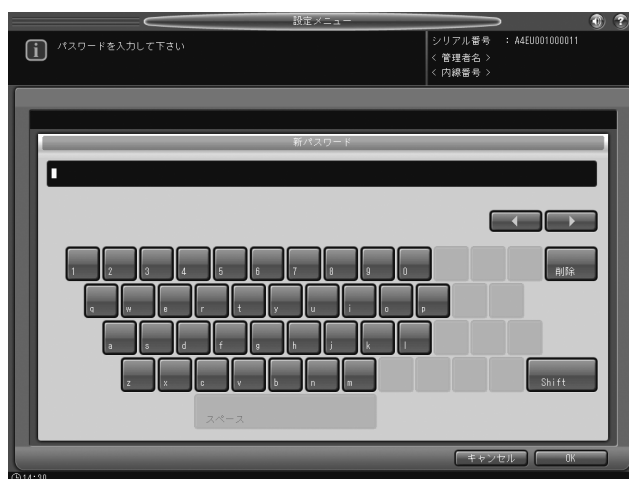 設定メニュー
?
i
パスワードを入力して下さい
シリアル番号 : A4EU001000011
< 管理者名 >
< 内線番号 >
新パスワード
1 2 3 4 5 6 7 8 9 0 削除
q w e r t y u i o p
a s d f g h j k l
z x c v b n m Shift
スペース
キャンセル OK
14:30